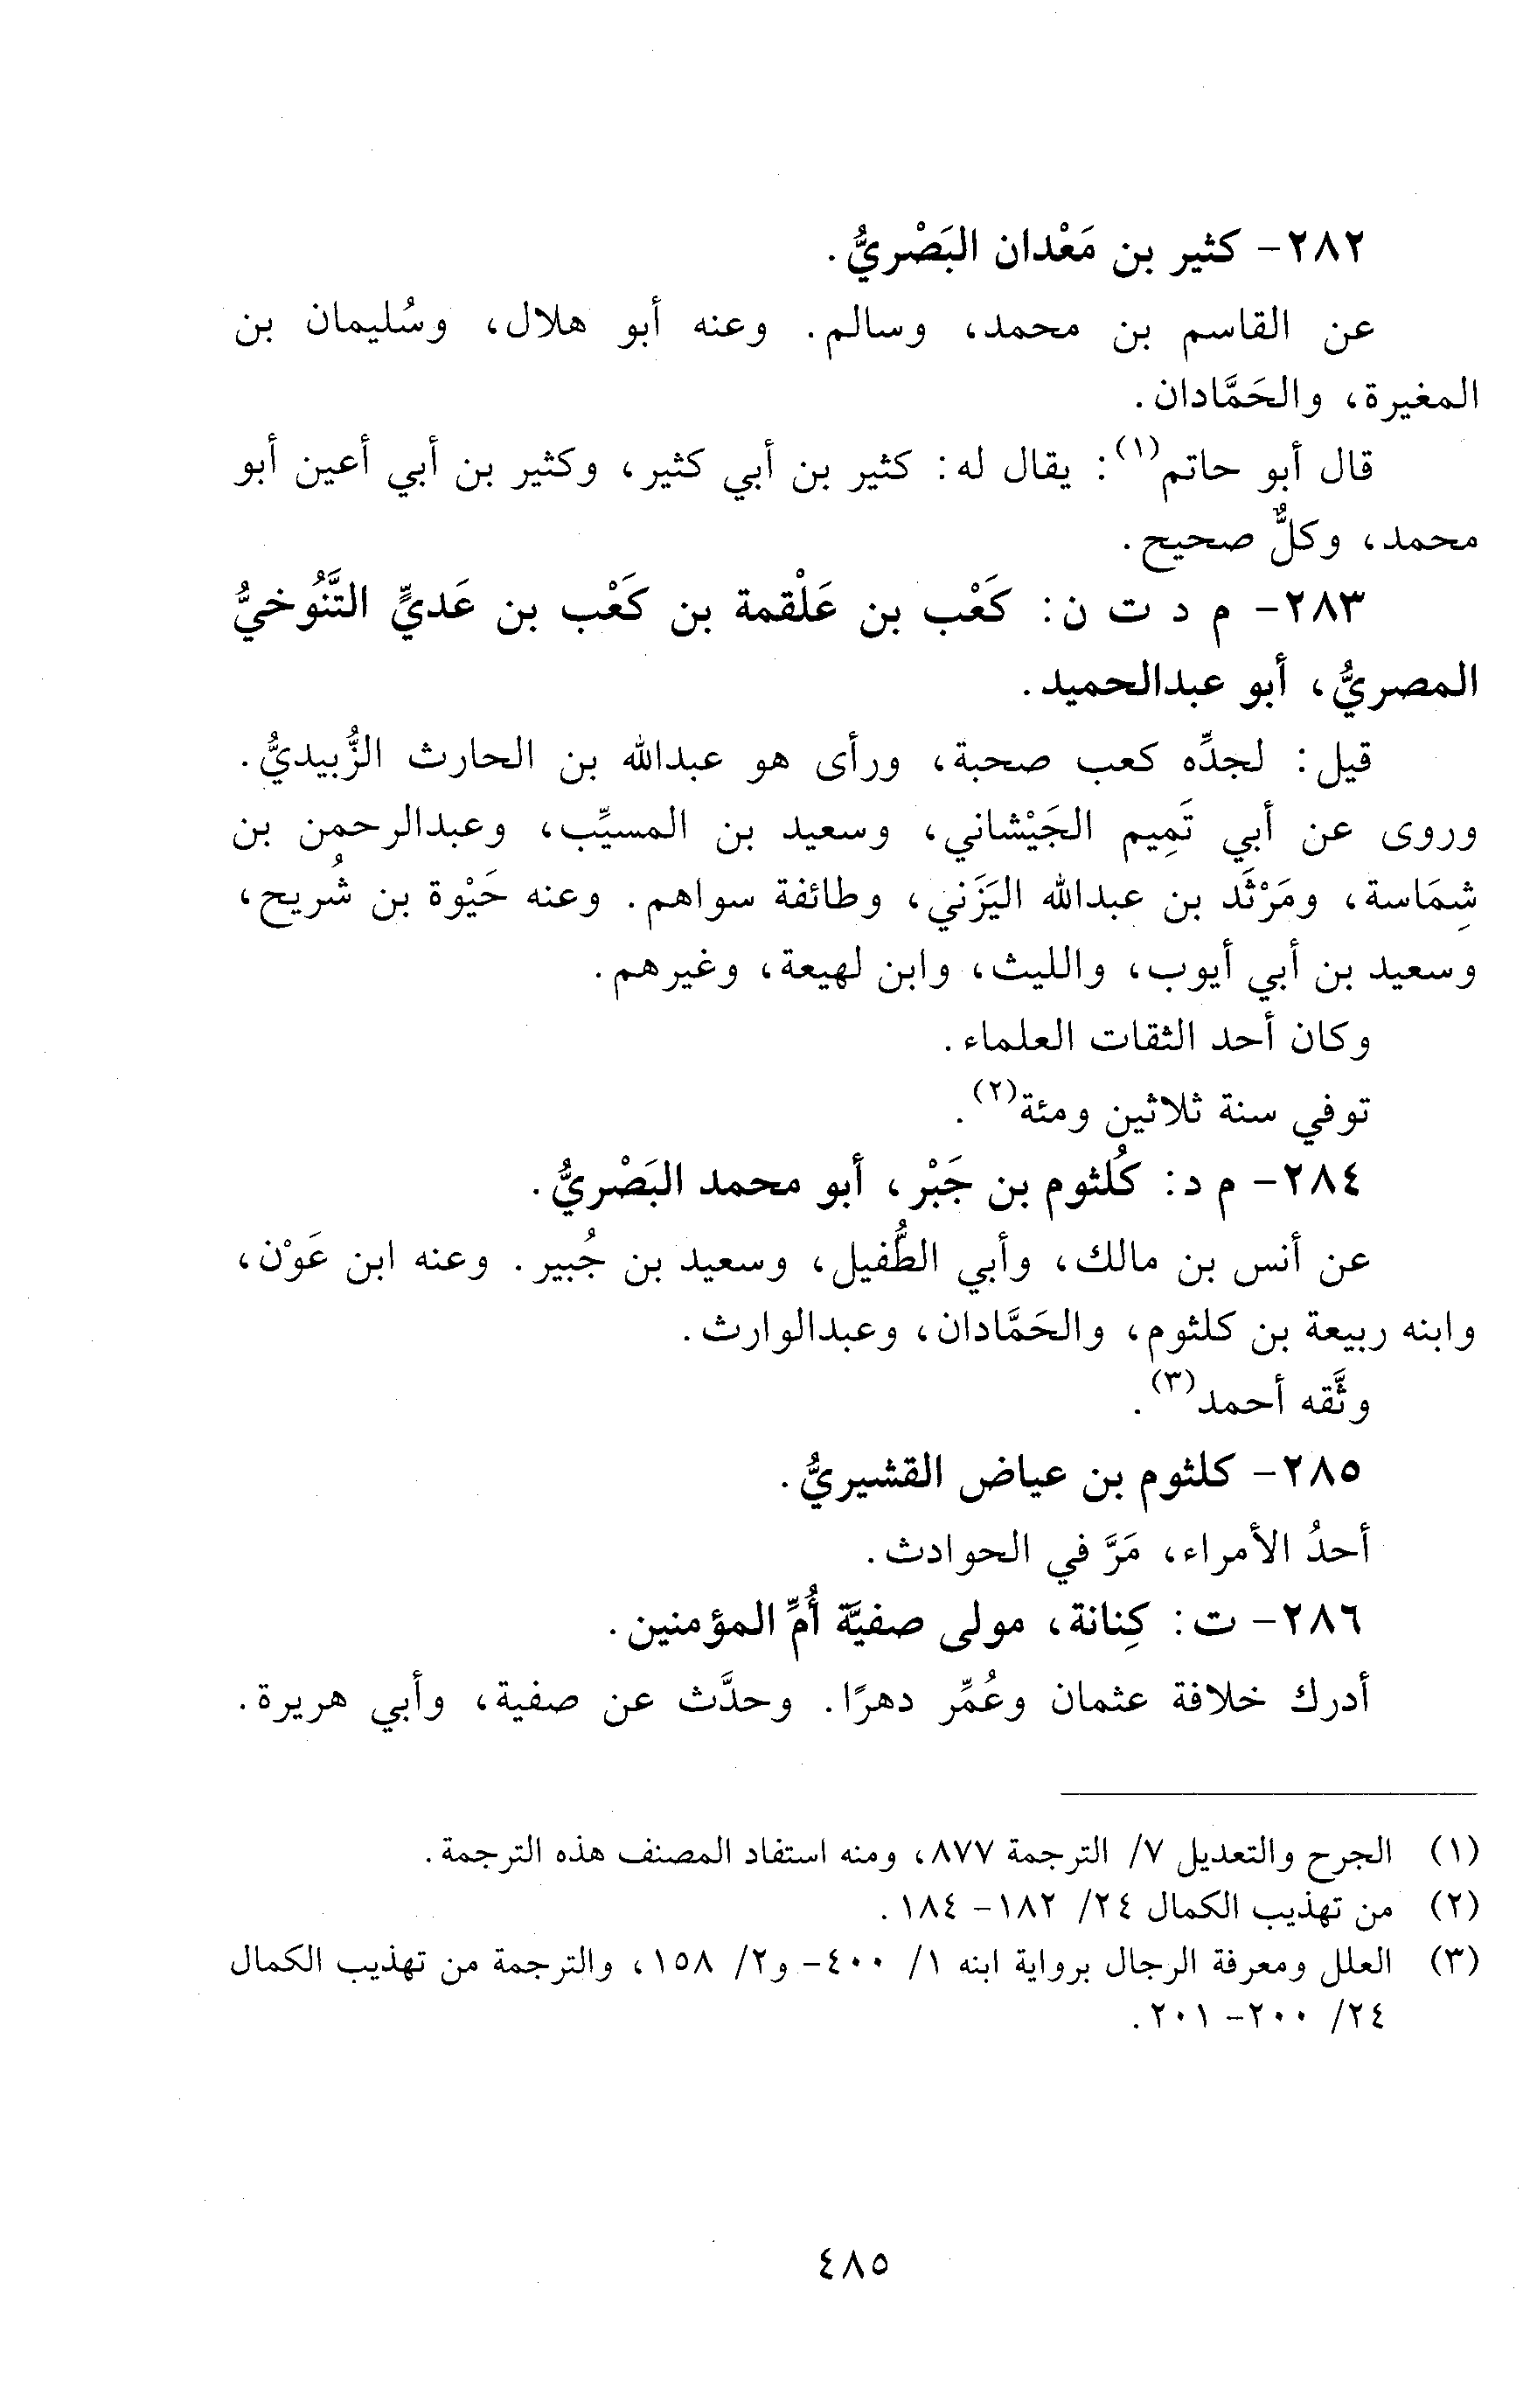 ٢٨٢- كثير بن مَعْدان البَصْريُّ.
عن القاسم بن محمد، وسالم. وعنه أبو هلال، وسُليمان بن
المغيرة، والحَمَّادان.
قال أبو حاتم(١): يقال له: كثير بن أبي كثير، وكثير بن أبي أعين أبو
محمد، وكلٌّ صحيح.
٢٨٣- م د ت ن: كَعْب بن عَلْقمة بن كَعْب بن عَديٍّ التَّنُوخيُّ
المصريُّ، أبو عبدالحميد.
قيل: لجدِّه كعب صحبة، ورأى هو عبدالله بن الحارث الزُّبيديُّ.
وروى عن أبي تَمِيم الجَيْشاني، وسعيد بن المسيِّب، وعبدالرحمن بن
شِمَاسة، ومَرْثَد بن عبدالله اليَزَني، وطائفة سواهم. وعنه حَيْوة بن شُريح،
وسعيد بن أبي أيوب، والليث، وابن لهيعة، وغيرهم.
وكان أحد الثقات العلماء.
توفي سنة ثلاثين ومئة(٢).
٢٨٤- م د: كُلثوم بن جَبْر، أبو محمد البَصْريُّ.
عن أنس بن مالك، وأبي الطُّفيل، وسعيد بن جُبير. وعنه ابن عَوْن،
وابنه ربيعة بن كلثوم، والحَمَّادان، وعبدالوارث.
وثَّقه أحمد(٣).
٢٨٥- كلثوم بن عياض القشيريُّ.
أحدُ الأمراء، مَرَّ في الحوادث.
٢٨٦- ت: كِنانة، مولى صفيَّة أُمِّ المؤمنين.
أدرك خلافة عثمان وعُمِّر دهرًا. وحدَّث عن صفية، وأبي هريرة.
(١) الجرح والتعديل ٧/ الترجمة ٨٧٧، ومنه استفاد المصنف هذه الترجمة.
(٢) من تهذيب الكمال ٢٤/ ١٨٢- ١٨٤.
(٣) العلل ومعرفة الرجال برواية ابنه ١/ ٤٠٠- و٢/ ١٥٨، والترجمة من تهذيب الكمال
٢٤/ ٢٠٠- ٢٠١.
٤٨٥